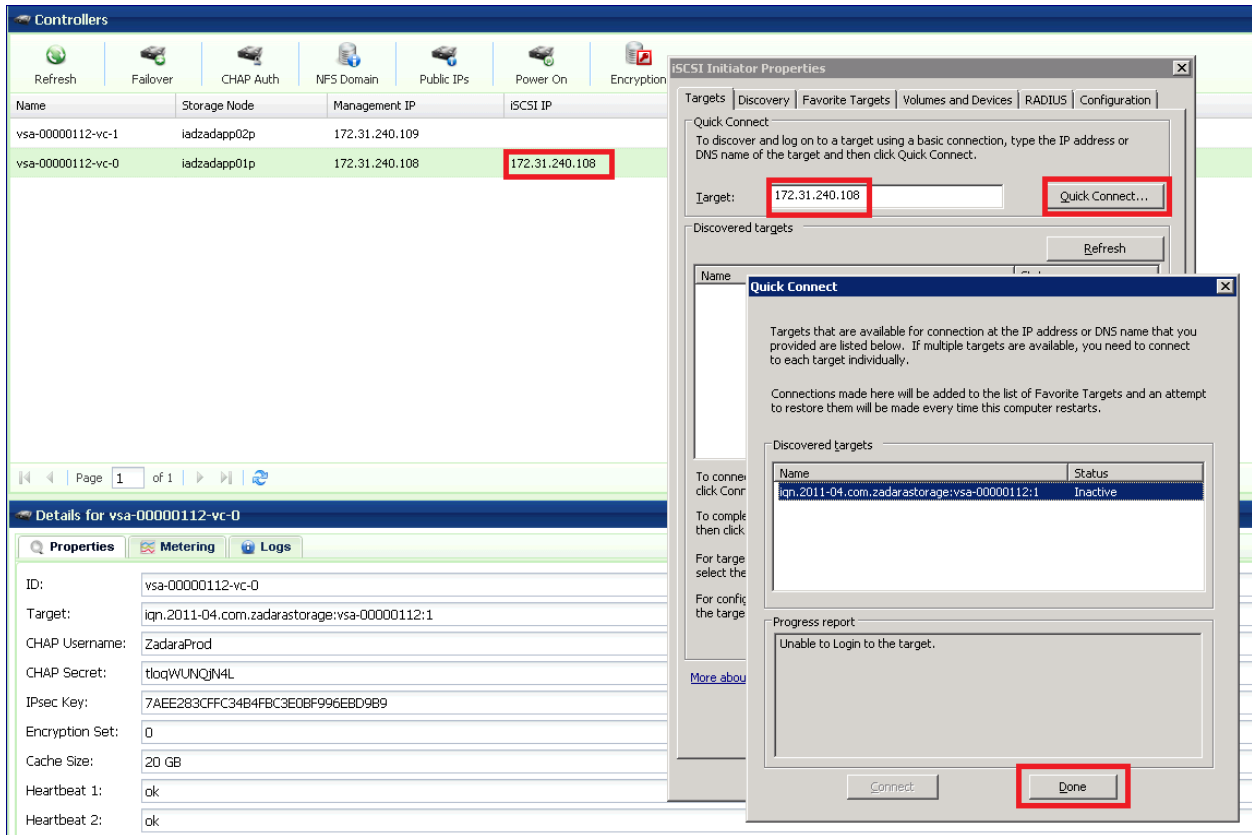 Controllers
Refresh Failover CHAP Auth NFS Domain Public IPs Power On Encryption
Name Storage Node Management IP iSCSI IP
vsa-00000112-vc-1 iadzadapp02p 172.31.240.109
vsa-00000112-vc-0 iadzadapp01p 172.31.240.108 172.31.240.108
Page 1 of 1
Details for vsa-00000112-vc-0
Properties Metering Logs
ID: vsa-00000112-vc-0
Target: iqn.2011-04.com.zadarastorage:vsa-00000112:1
CHAP Username: ZadaraProd
CHAP Secret: tloqWUNQjN4L
IPsec Key: 7AEE283CFFC34B4FBC3E0BF996EBD9B9
Encryption Set: 0
Cache Size: 20 GB
Heartbeat 1: ok
Heartbeat 2: ok
iSCSI Initiator Properties
Targets Discovery Favorite Targets Volumes and Devices RADIUS Configuration
Quick Connect
To discover and log on to a target using a basic connection, type the IP address or
DNS name of the target and then click Quick Connect.
Target: 172.31.240.108 Quick Connect...
Discovered targets
Refresh
Name
To
click
To
then click
For
select the
For
the
More
Quick Connect
Targets that are available for connection at the IP address or DNS name that you
provided are listed below. If multiple targets are available, you need to connect
to each target individually.
Connections made here will be added to the list of Favorite Targets and an attempt
to restore them will be made every time this computer restarts.
Discovered targets
Name Status
iqn.2011-04.com.zadarastorage:vsa-00000112:1 Inactive
Progress report
Unable to Login to the target.
Connect Done